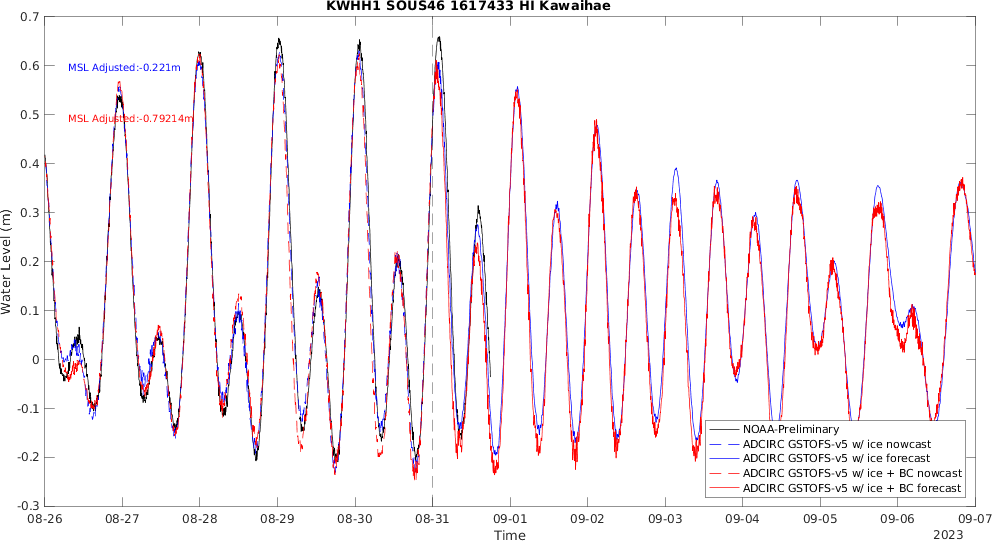 KWHH1 SOUS46 1617433 HI Kawaihae
0.7
0.6
0.5
0.4
0.3
0.2
0.1
0
-0.1
-0.2
-0.3
Water Level (m)
MSL Adjusted:-0.221m
MSL Adjusted:-0.79214m
NOAA-Preliminary
ADCIRC GSTOFS-v5 w/ ice nowcast
ADCIRC GSTOFS-v5 w/ ice forecast
ADCIRC GSTOFS-v5 w/ ice + BC nowcast
ADCIRC GSTOFS-v5 w/ ice + BC forecast
08-26 08-27 08-28 08-29 08-30 08-31 09-01 09-02 09-03 09-04 09-05 09-06 09-07
Time
2023